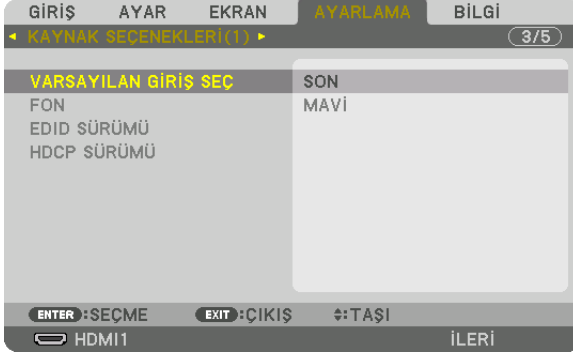 GİRİŞ AYAR EKRAN AYARLAMA BİLGİ
KAYNAK SEÇENEKLERİ(1) 3/5
VARSAYILAN GİRİŞ SEÇ SON
FON MAVİ
EDID SÜRÜMÜ
HDCP SÜRÜMÜ
ENTER :SEÇME EXIT :ÇIKIŞ :TAŞI
HDMI1 İLERİ